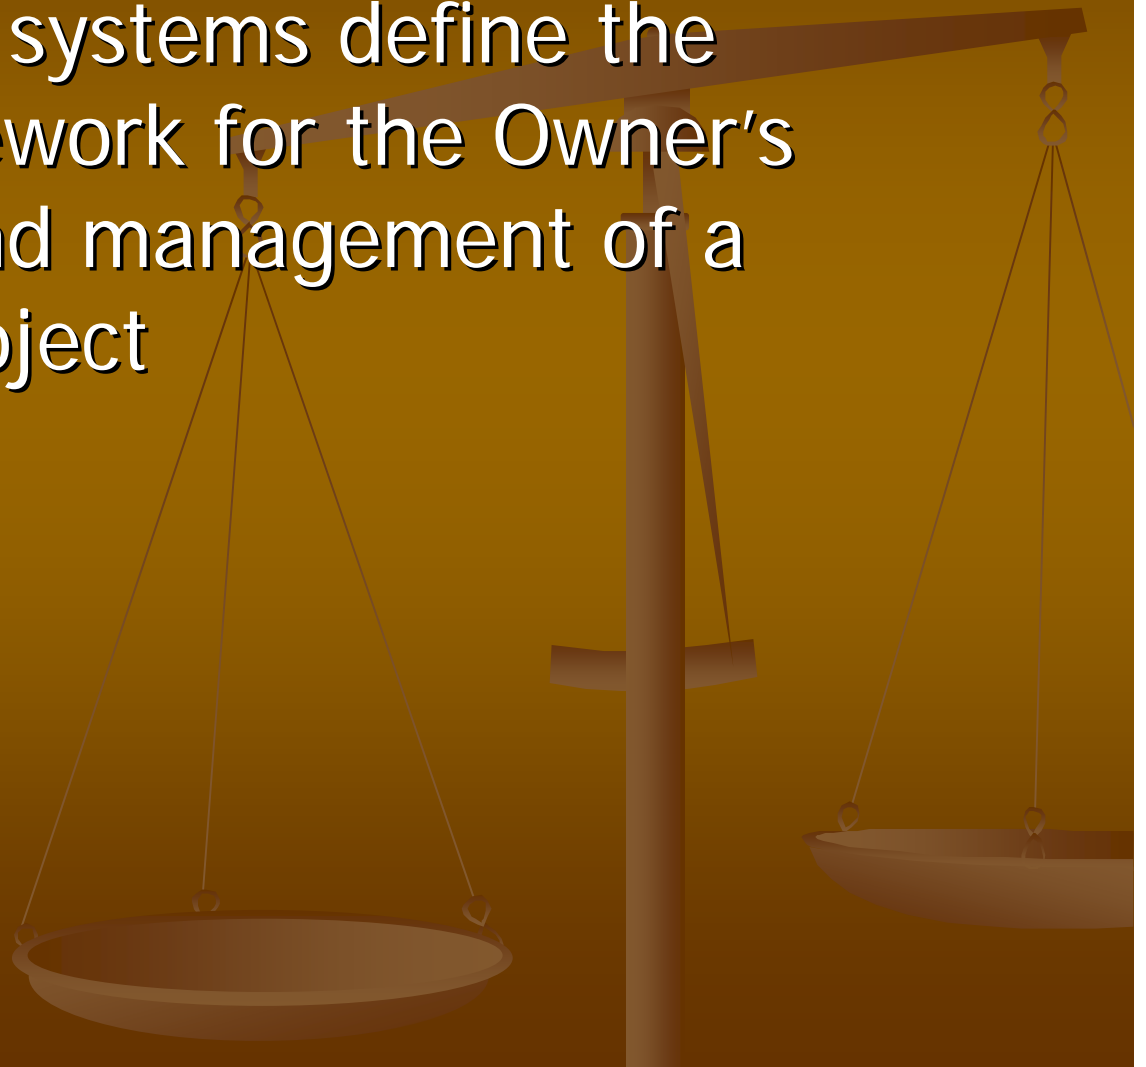 systems define the
ework for the Owner's
nd management of a
oject